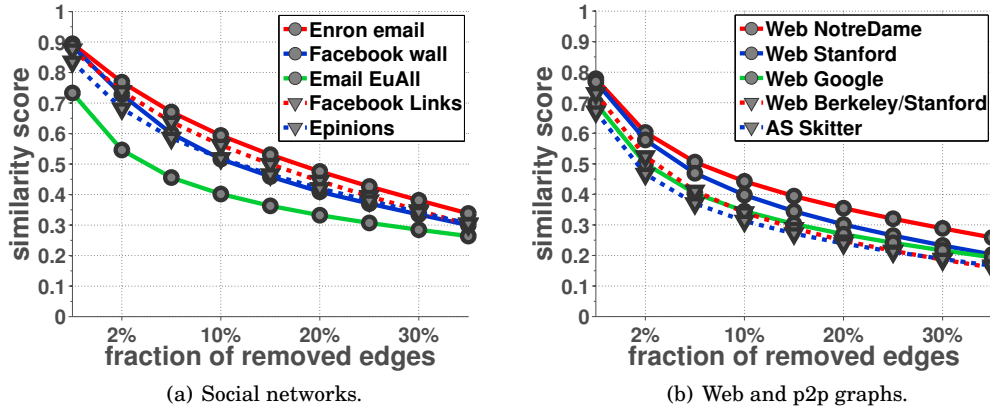 1
0.9
0.8
0.7
0.6
0.5
0.4
0.3
0.2
0.1
0
similarity score
Enron email
Facebook wall
Email EuAll
Facebook Links
Epinions
2% 10% 20% 30%
fraction of removed edges
(a) Social networks.
1
0.9
0.8
0.7
0.6
0.5
0.4
0.3
0.2
0.1
0
similarity score
Web NotreDame
Web Stanford
Web Google
Web Berkeley/Stanford
AS Skitter
2% 10% 20% 30%
fraction of removed edges
(b) Web and p2p graphs.